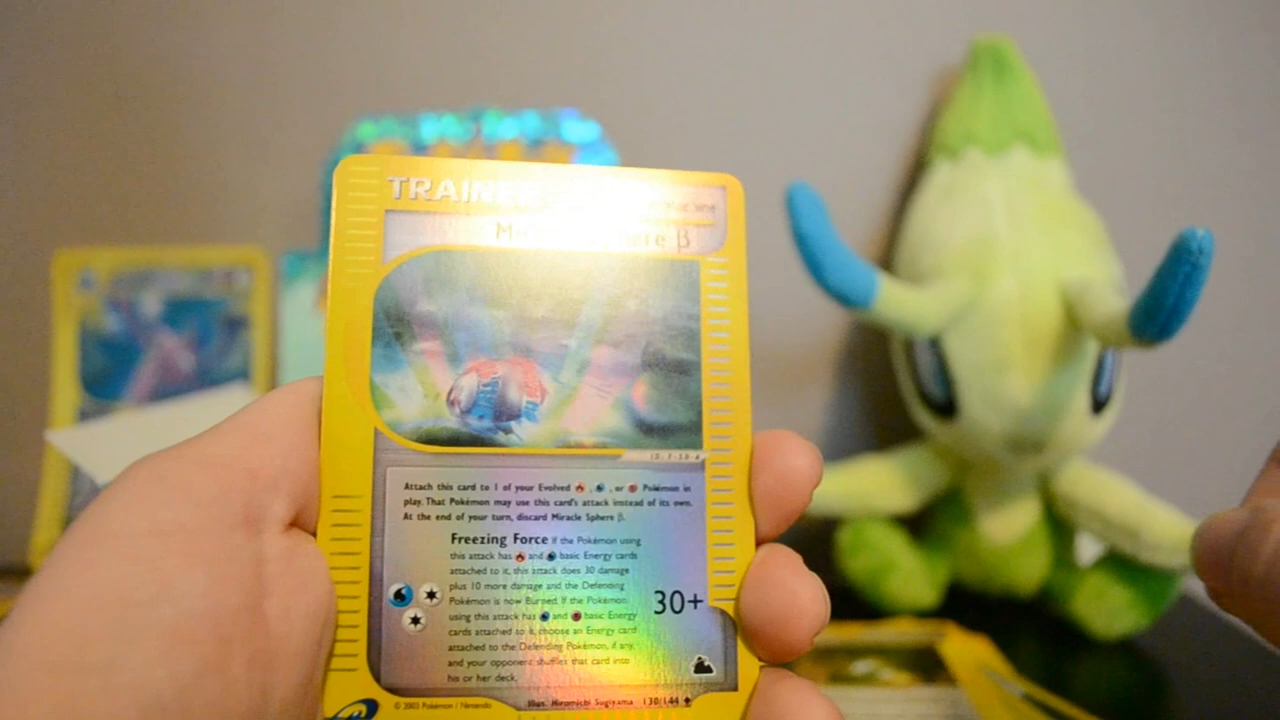 TRAINER
Sphere β
Attach this card to 1 of your Evolved , , or Pokémon in
play. That Pokémon may use this card's attack instead of its own.
At the end of your turn, discard Miracle Sphere β.
Freezing Force If the Pokémon using
this attack has and basic Energy cards
attached to it, this attack does 30 damage
plus 10 more damage and the Defending
Pokémon is now Burned. If the Pokémon
using this attack has and basic Energy
cards attached to it, choose an Energy card
attached to the Defending Pokémon, if any,
and your opponent shuffles that card into
his or her deck.
30+
© 2003 Pokémon / Nintendo
Illus. Hiromichi Sugiyama 130/144